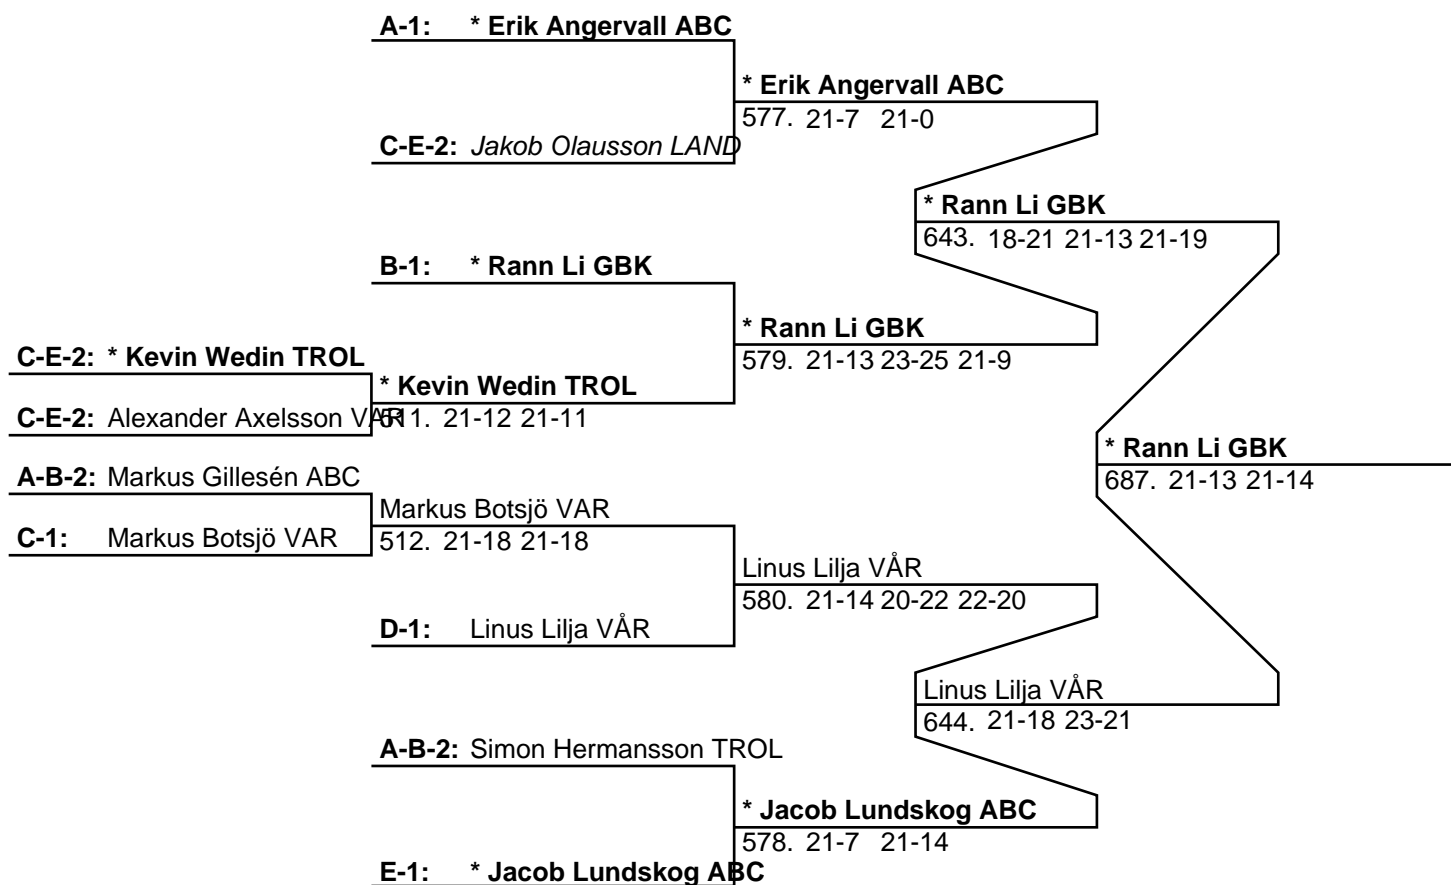 A-1: * Erik Angervall ABC
* Erik Angervall ABC
577. 21-7 21-0
C-E-2: Jakob Olausson LAND
* Rann Li GBK
643. 18-21 21-13 21-19
B-1: * Rann Li GBK
* Rann Li GBK
579. 21-13 23-25 21-9
C-E-2: * Kevin Wedin TROL
* Kevin Wedin TROL
511. 21-12 21-11
C-E-2: Alexander Axelsson VAR
* Rann Li GBK
687. 21-13 21-14
A-B-2: Markus Gillesén ABC
Markus Botsjö VAR
512. 21-18 21-18
C-1: Markus Botsjö VAR
Linus Lilja VÅR
580. 21-14 20-22 22-20
D-1: Linus Lilja VÅR
Linus Lilja VÅR
644. 21-18 23-21
A-B-2: Simon Hermansson TROL
* Jacob Lundskog ABC
578. 21-7 21-14
E-1: * Jacob Lundskog ABC